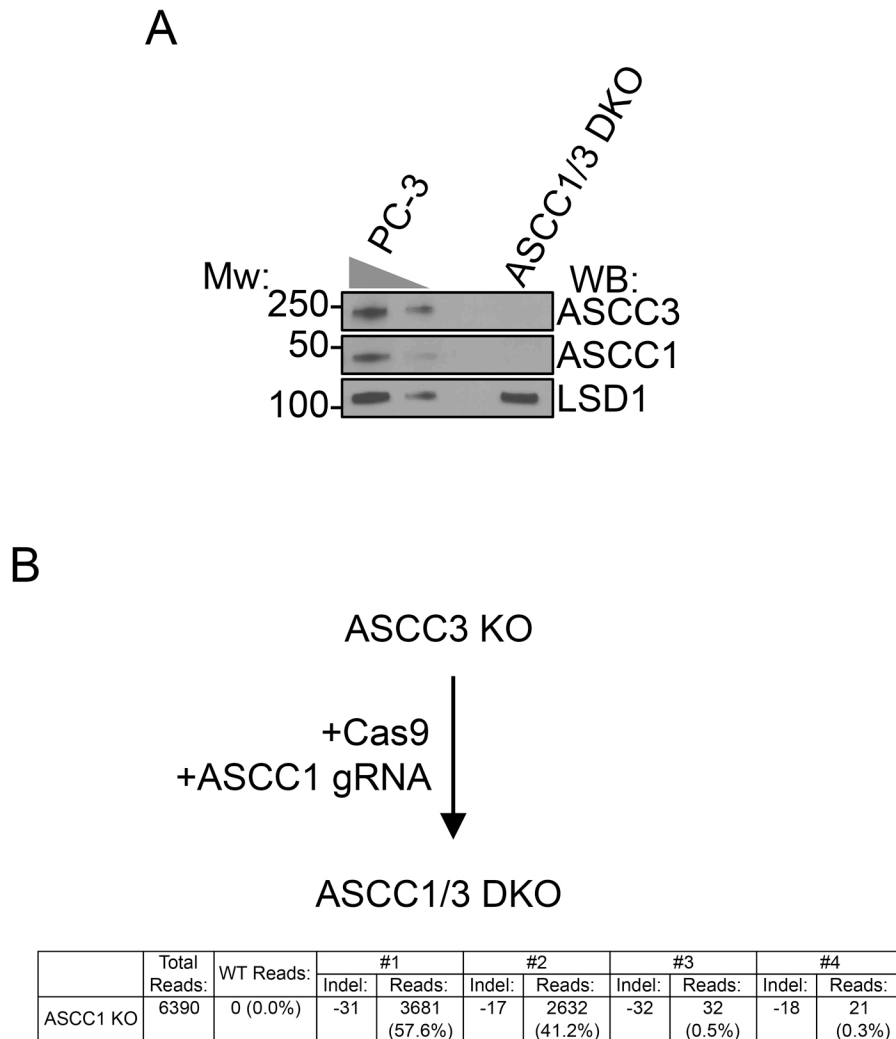 A
PC-3
ASCC1/3 DKO
Mw:
WB:
250
ASCC3
50
ASCC1
100
LSD1
B
ASCC3 KO
+Cas9
+ASCC1 gRNA
ASCC1/3 DKO
Total Reads: WT Reads: #1 #2 #3 #4
Indel: Reads: Indel: Reads: Indel: Reads: Indel: Reads:
ASCC1 KO 6390 0 (0.0%) -31 3681 (57.6%) -17 2632 (41.2%) -32 32 (0.5%) -18 21 (0.3%)